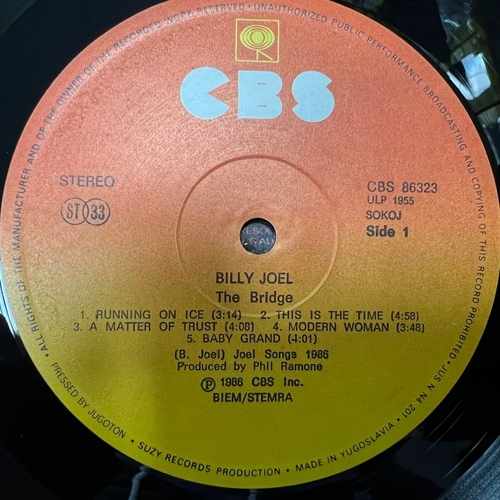 ALL RIGHTS OF THE MANUFACTURER AND OF THE OWNER OF THE RECORDED WORK RESERVED • UNAUTHORIZED PUBLIC PERFORMANCE BROADCASTING AND COPYING OF THIS RECORD PROHIBITED • JUS N N4 201
CBS
STEREO
CBS 86323
ULP 1955
ST 33
SOKOJ
Side 1
BILLY JOEL
The Bridge
1. RUNNING ON ICE (3:14) 2. THIS IS THE TIME (4:58)
3. A MATTER OF TRUST (4:08) 4. MODERN WOMAN (3:48)
5. BABY GRAND (4:01)
(B. Joel) Joel Songs 1986
Produced by Phil Ramone
Ⓟ 1986 CBS Inc.
BIEM/STEMRA
PRESSED BY JUGOTON • SUZY RECORDS PRODUCTION • MADE IN YUGOSLAVIA •